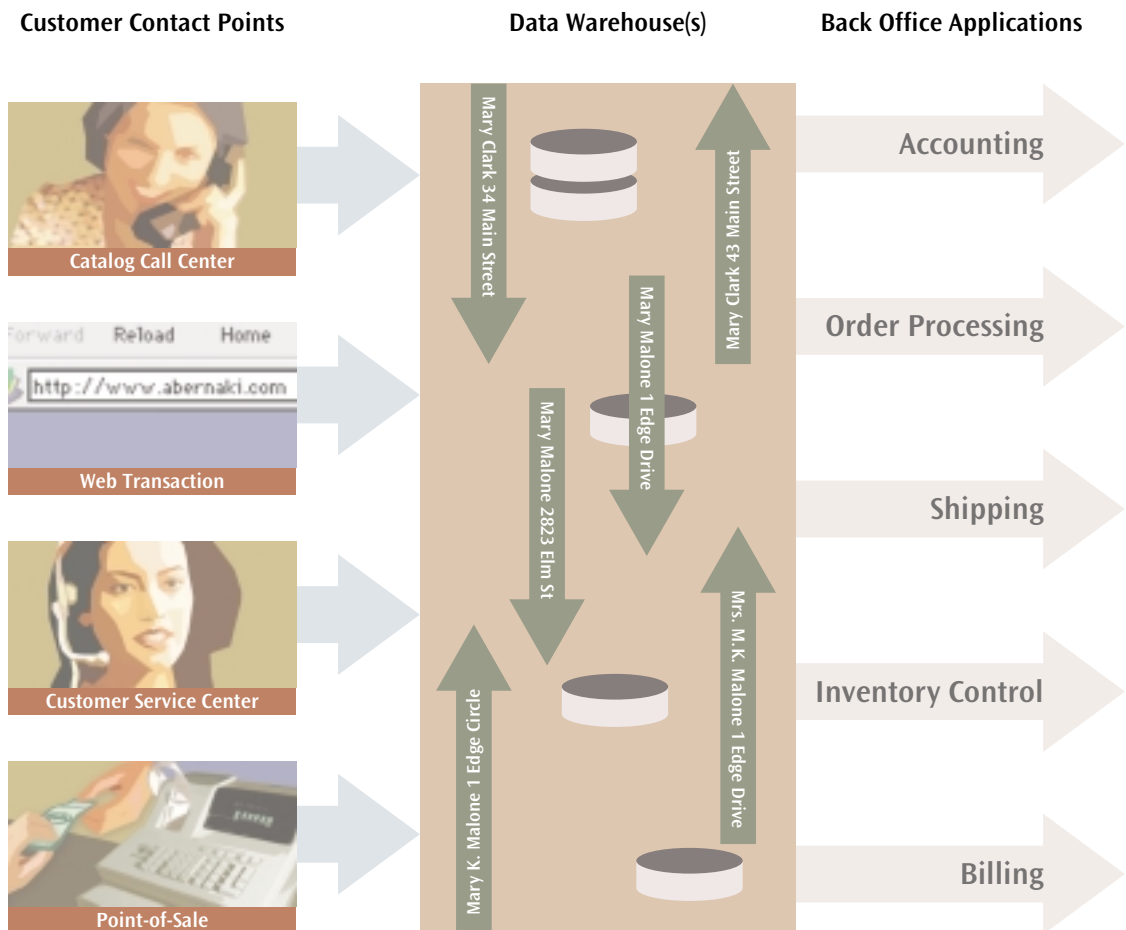 Customer Contact Points
Data Warehouse(s)
Back Office Applications
Catalog Call Center
Forward Reload Home
http://www.abernaki.com
Web Transaction
Customer Service Center
Point-of-Sale
Mary Clark 34 Main Street
Mary Clark 43 Main Street
Mary Malone 1 Edge Drive
Mary Malone 2823 Elm St
Mary K. Malone 1 Edge Circle
Mrs. M.K. Malone 1 Edge Drive
Accounting
Order Processing
Shipping
Inventory Control
Billing